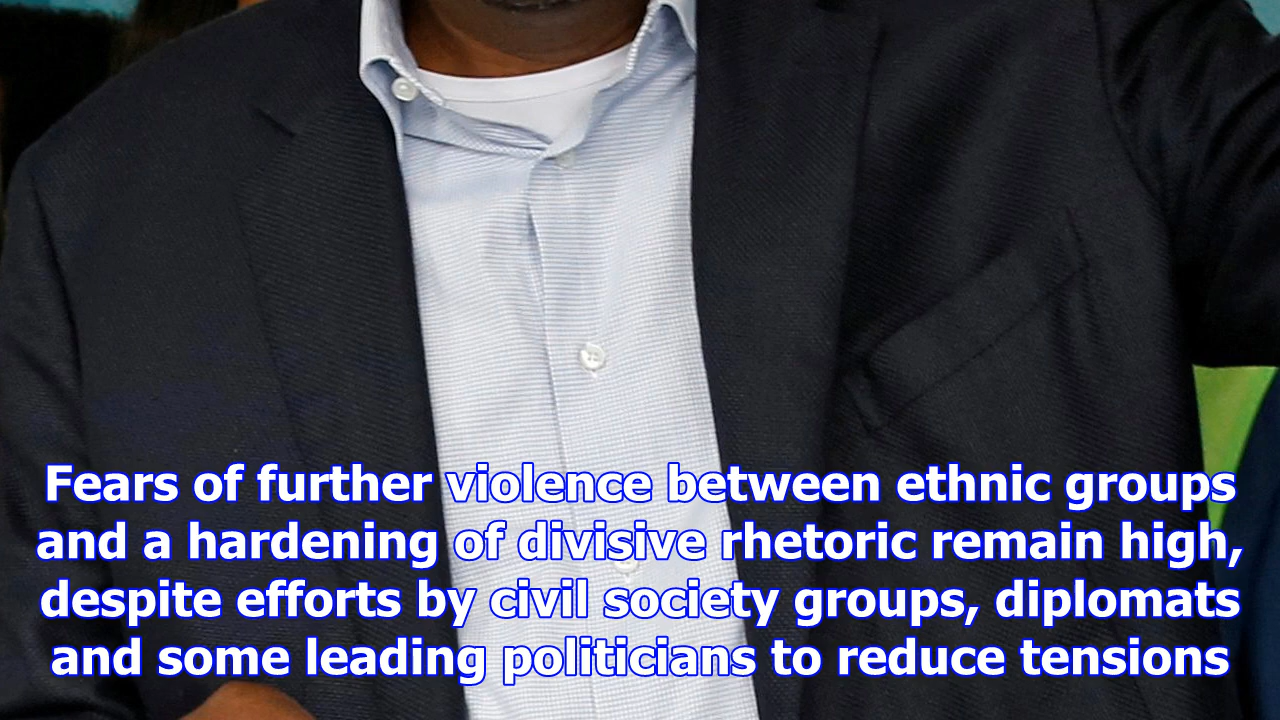 Fears of further violence between ethnic groups
and a hardening of divisive rhetoric remain high,
despite efforts by civil society groups, diplomats
and some leading politicians to reduce tensions